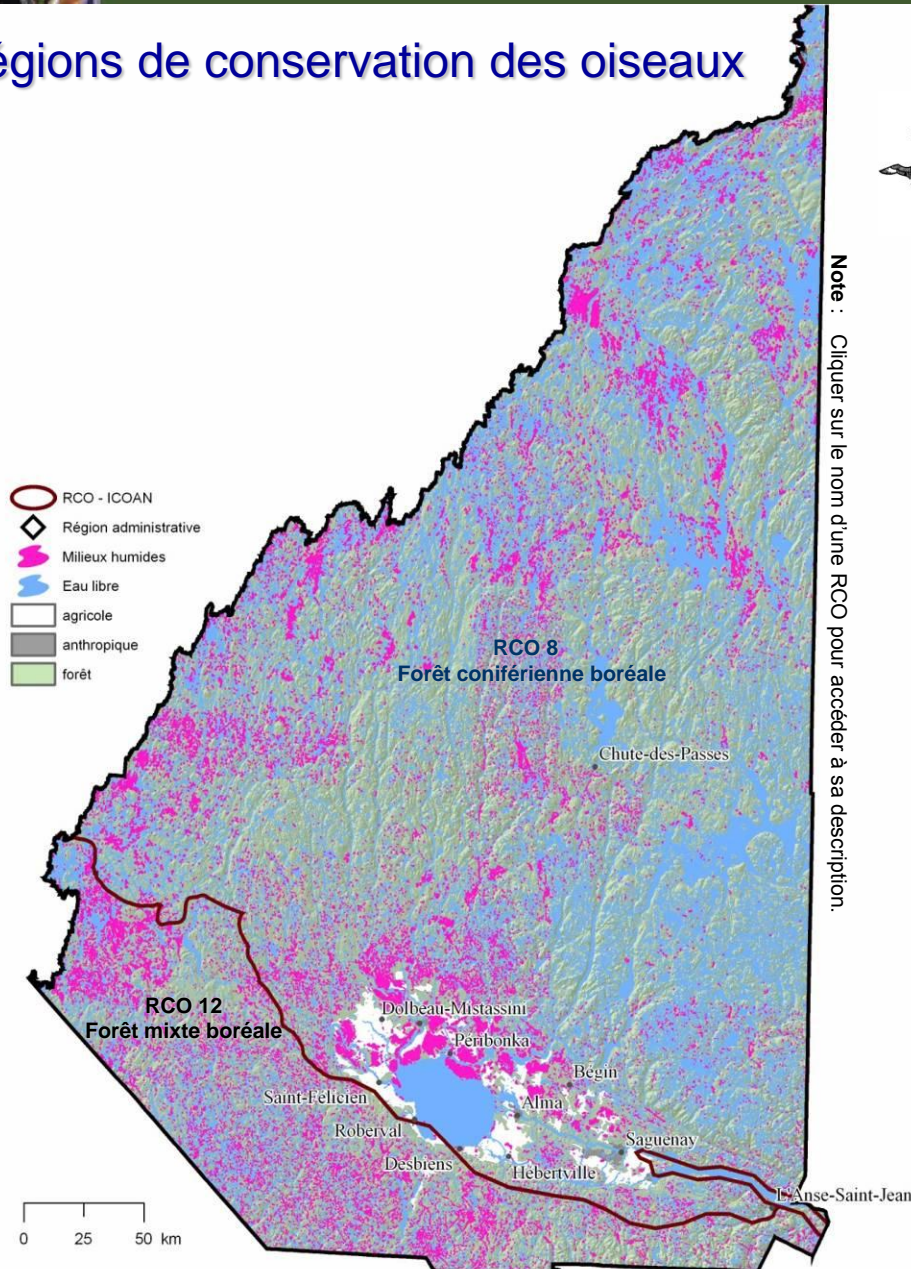 égions de conservation des oiseaux
Note : Cliquer sur le nom d'une RCO pour accéder à sa description.
RCO - ICOAN
Région administrative
Milieux humides
Eau libre
agricole
anthropique
forêt
RCO 8
Forêt coniférienne boréale
Chute-des-Passes
RCO 12
Forêt mixte boréale
Dolbeau-Mistassini
Péribonka
Bégin
Saint-Félicien
Alma
Roberval
Saguenay
Desbiens
Hébertville
L'Anse-Saint-Jean
0 25 50 km